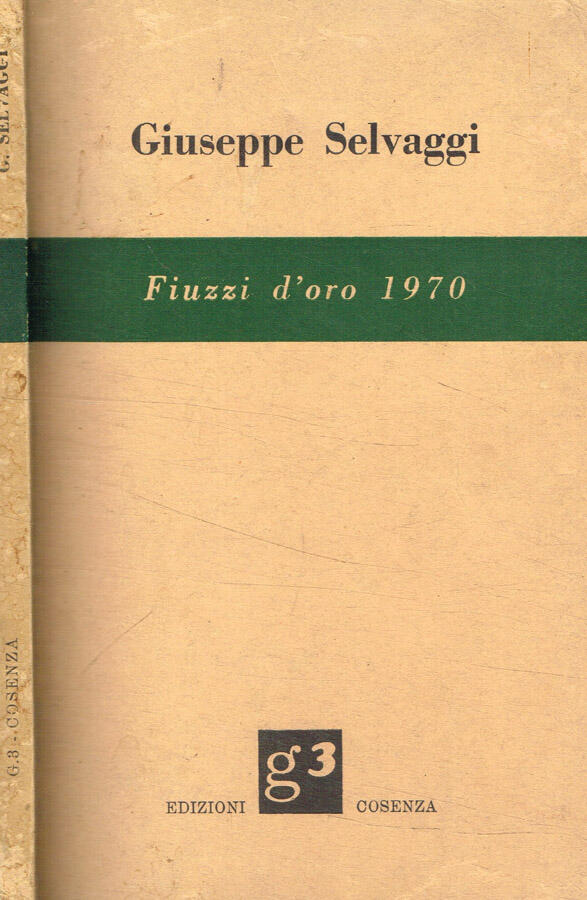 Giuseppe Selvaggi
Fiuzzi d'oro 1970
g3
EDIZIONI COSENZA
G. SELVAGGI
G.3 - COSENZA